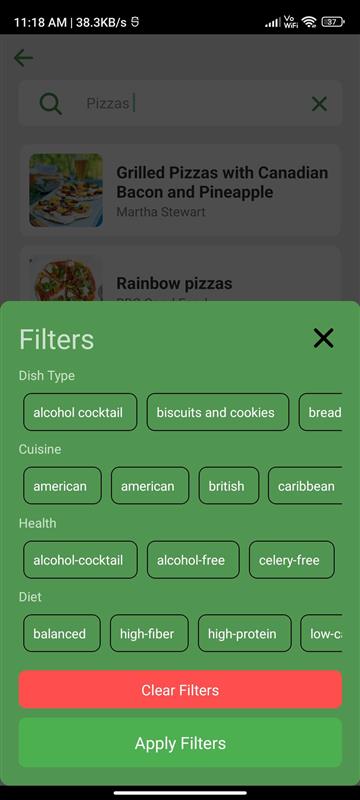 11:18 AM | 38.3KB/s
Vo
WiFi
37
Pizzas
Grilled Pizzas with Canadian
Bacon and Pineapple
Martha Stewart
Rainbow pizzas
Filters
Dish Type
alcohol cocktail biscuits and cookies bread
Cuisine
american american british caribbean
Health
alcohol-cocktail alcohol-free celery-free
Diet
balanced high-fiber high-protein low-c
Clear Filters
Apply Filters